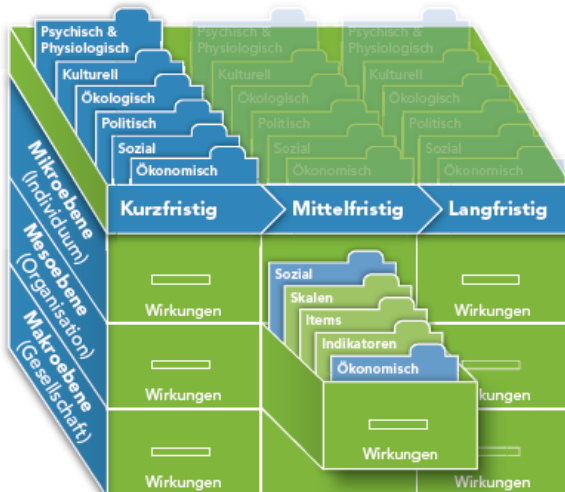 Psychisch &
Physiologisch
Kulturell
Ökologisch
Politisch
Sozial
Ökonomisch
Psychisch &
Physiologisch
Kulturell
Ökologisch
Politisch
Sozial
Ökonomisch
Psychisch &
Physiologisch
Kulturell
Ökologisch
Politisch
Sozial
Ökonomisch
Mikroebene
(Individuum)
Mesoebene
(Organisation)
Makroebene
(Gesellschaft)
Kurzfristig
Mittelfristig
Langfristig
Wirkungen
Sozial
Skalen
Items
Indikatoren
Ökonomisch
Wirkungen
Wirkungen
Wirkungen
Wirkungen
Wirkungen
Wirkungen